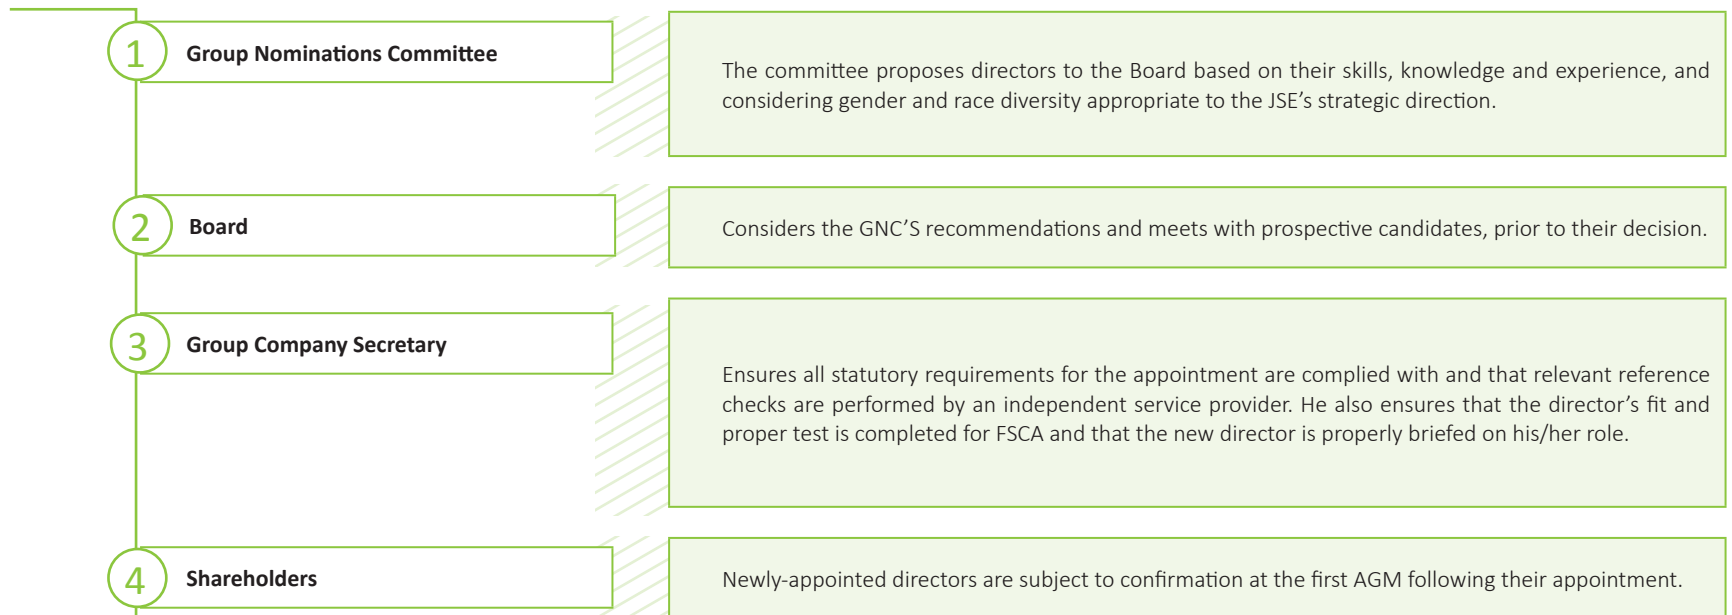 1
Group Nominations Committee
The committee proposes directors to the Board based on their skills, knowledge and experience, and
considering gender and race diversity appropriate to the JSE’s strategic direction.
2
Board
Considers the GNC’S recommendations and meets with prospective candidates, prior to their decision.
3
Group Company Secretary
Ensures all statutory requirements for the appointment are complied with and that relevant reference
checks are performed by an independent service provider. He also ensures that the director’s fit and
proper test is completed for FSCA and that the new director is properly briefed on his/her role.
4
Shareholders
Newly-appointed directors are subject to confirmation at the first AGM following their appointment.